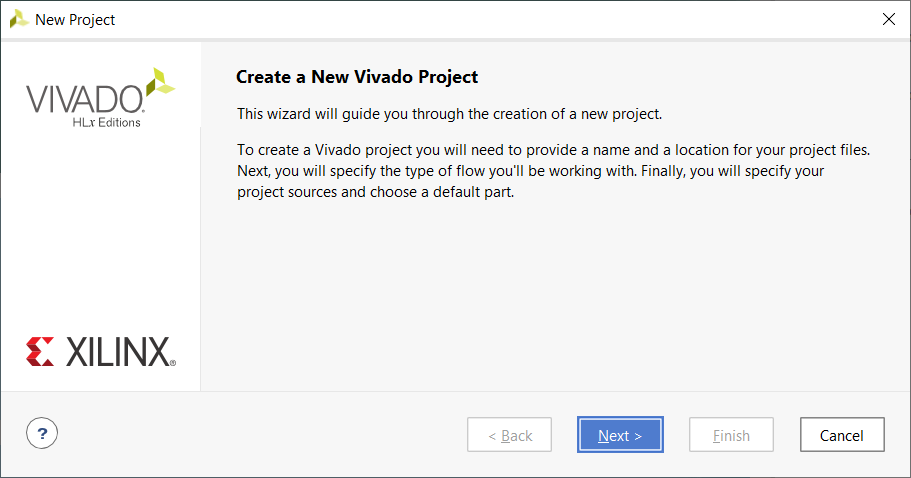 New Project
VIVADO.
HLx Editions
Create a New Vivado Project
This wizard will guide you through the creation of a new project.
To create a Vivado project you will need to provide a name and a location for your project files.
Next, you will specify the type of flow you'll be working with. Finally, you will specify your
project sources and choose a default part.
XILINX®
?
< Back
Next >
Finish
Cancel